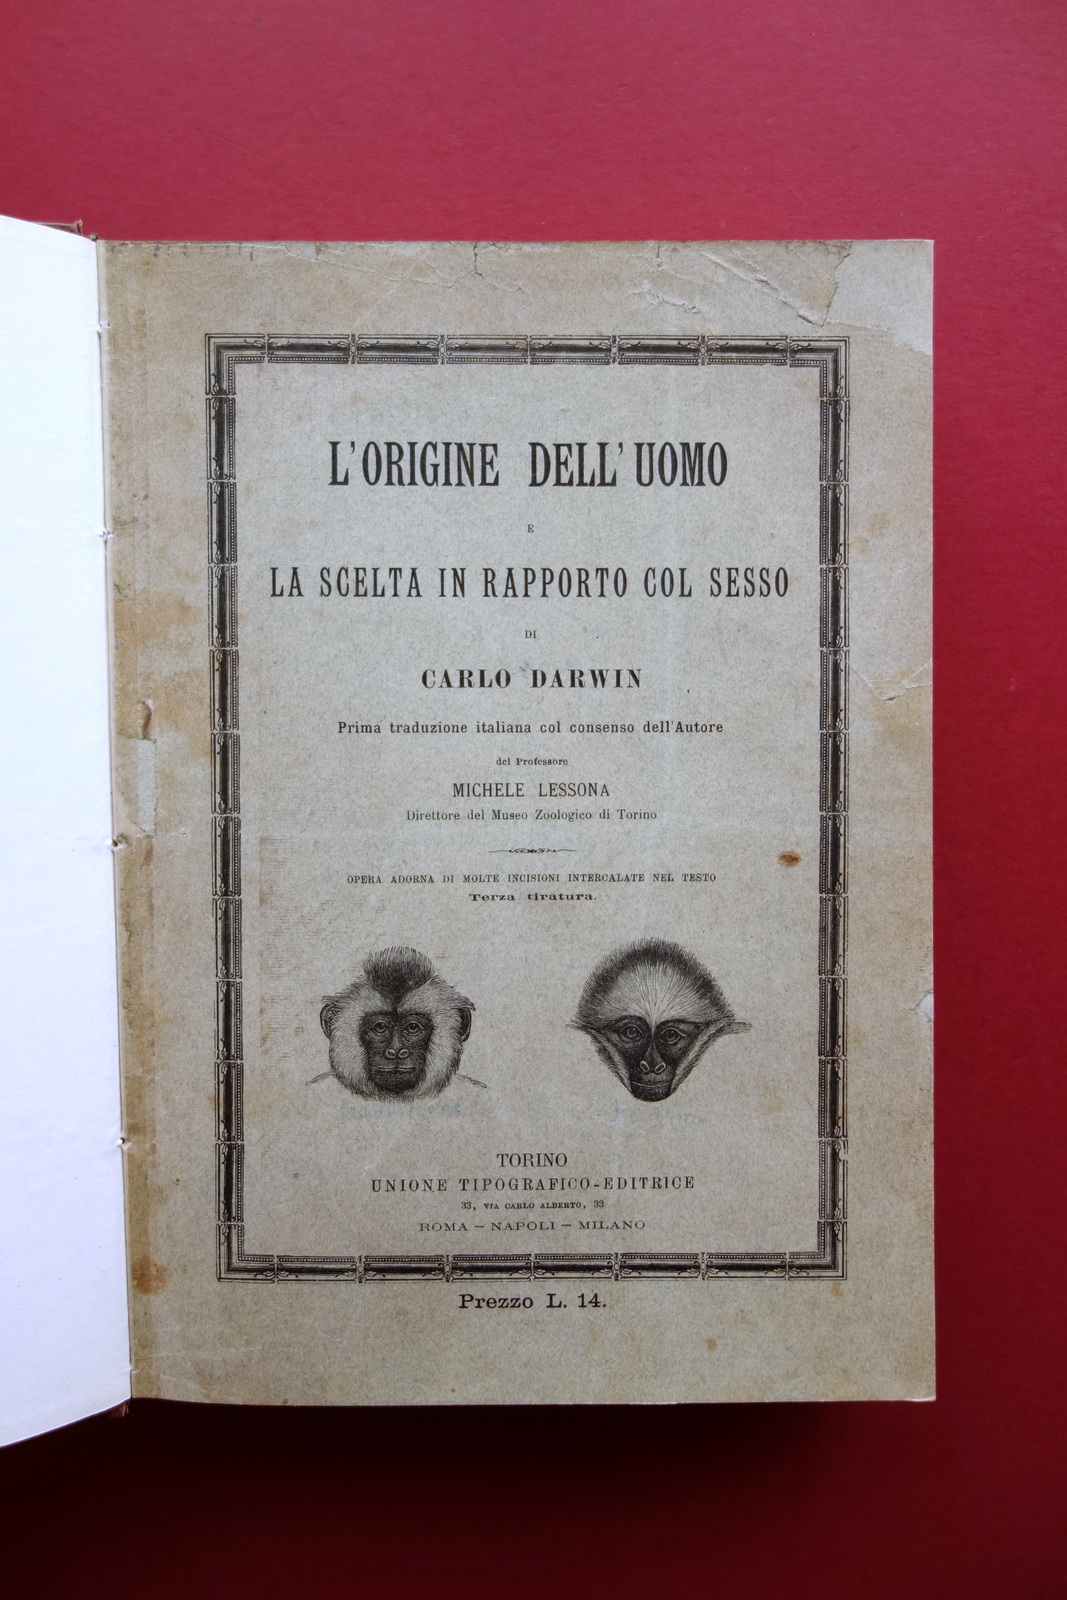 L'ORIGINE DELL'UOMO
E
LA SCELTA IN RAPPORTO COL SESSO
DI
CARLO DARWIN
Prima traduzione italiana col consenso dell'Autore
del Professore
MICHELE LESSONA
Direttore del Museo Zoologico di Torino
OPERA ADORNA DI MOLTE INCISIONI INTERCALATE NEL TESTO
Terza tiratura.
TORINO
UNIONE TIPOGRAFICO-EDITRICE
33, VIA CARLO ALBERTO, 33
ROMA — NAPOLI — MILANO
Prezzo L. 14.